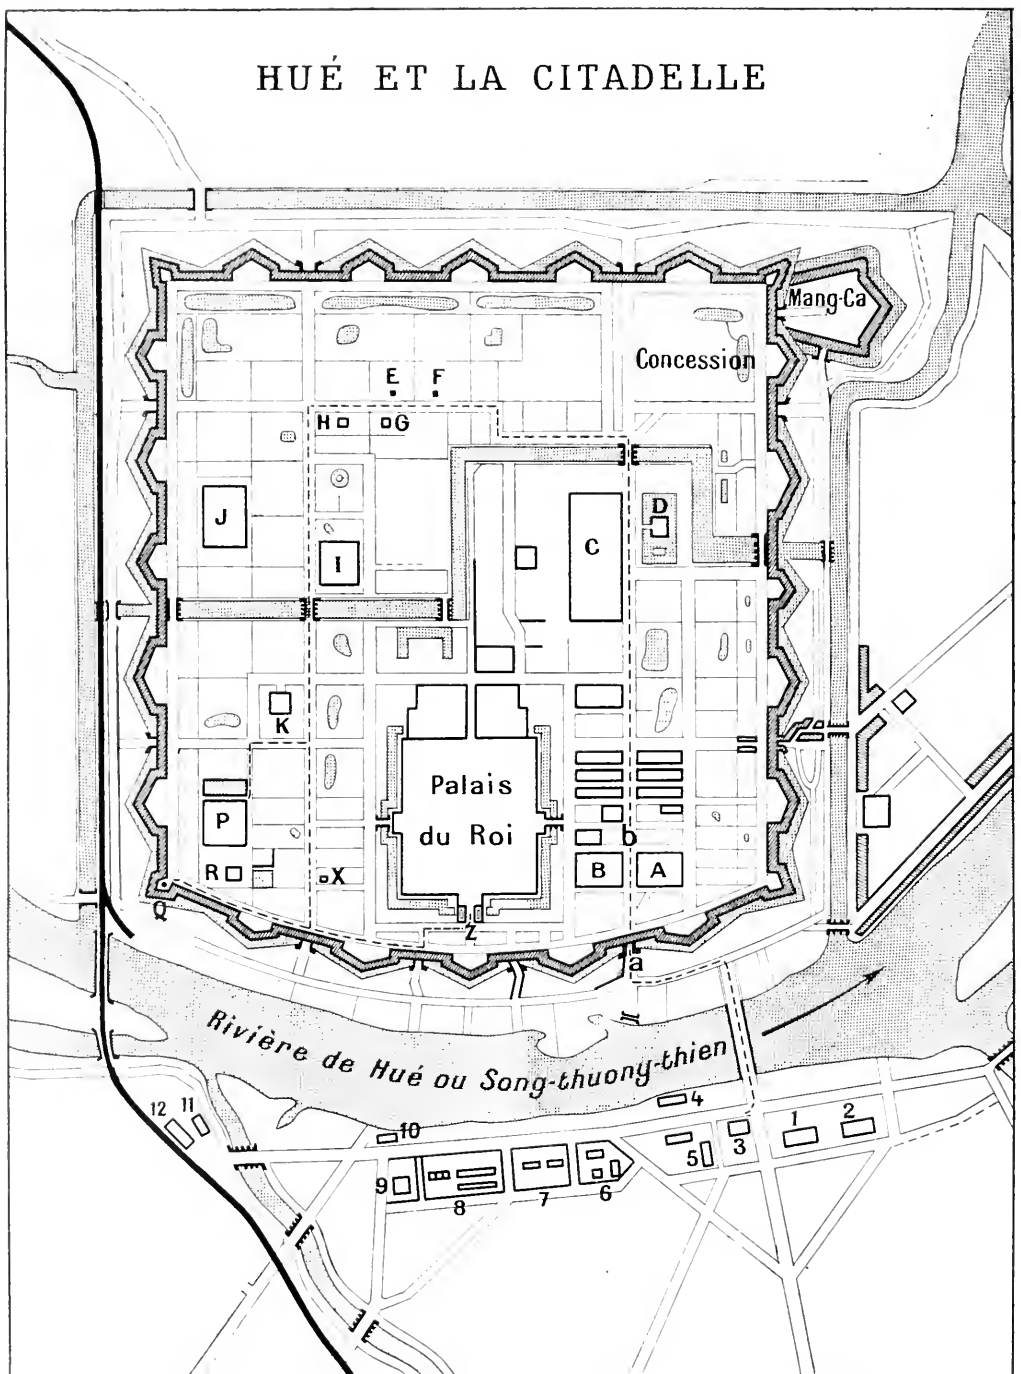 HUÉ ET LA CITADELLE
Mang-Ca
Concession
E F
H G
D
J
C
I
K
Palais
du Roi
P
b
R X B A
Q
Z
a
Rivière de Hué ou Song-thuong-thien
4
12 11
10
1 2
3
5
9
8 7 6